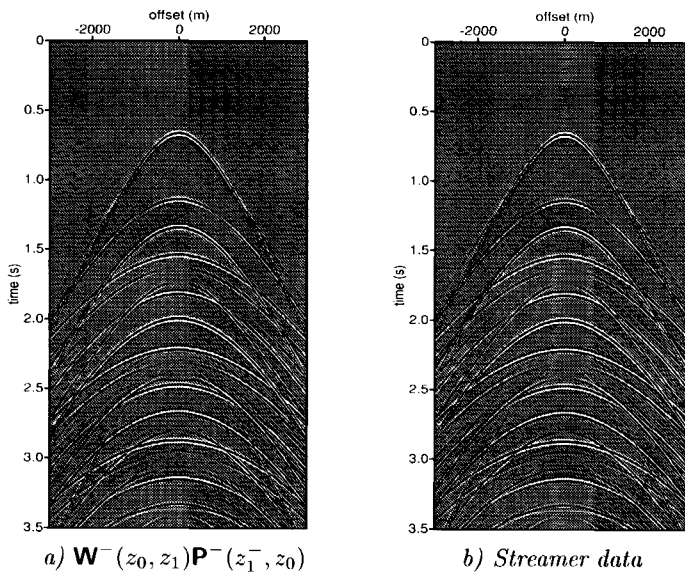 offset (m)
-2000 0 2000
0
0.5
1.0
1.5
2.0
2.5
3.0
3.5
time (s)
a) W⁻(z₀, z₁)P⁻(z₁⁻, z₀)
offset (m)
-2000 0 2000
0
0.5
1.0
1.5
2.0
2.5
3.0
3.5
time (s)
b) Streamer data